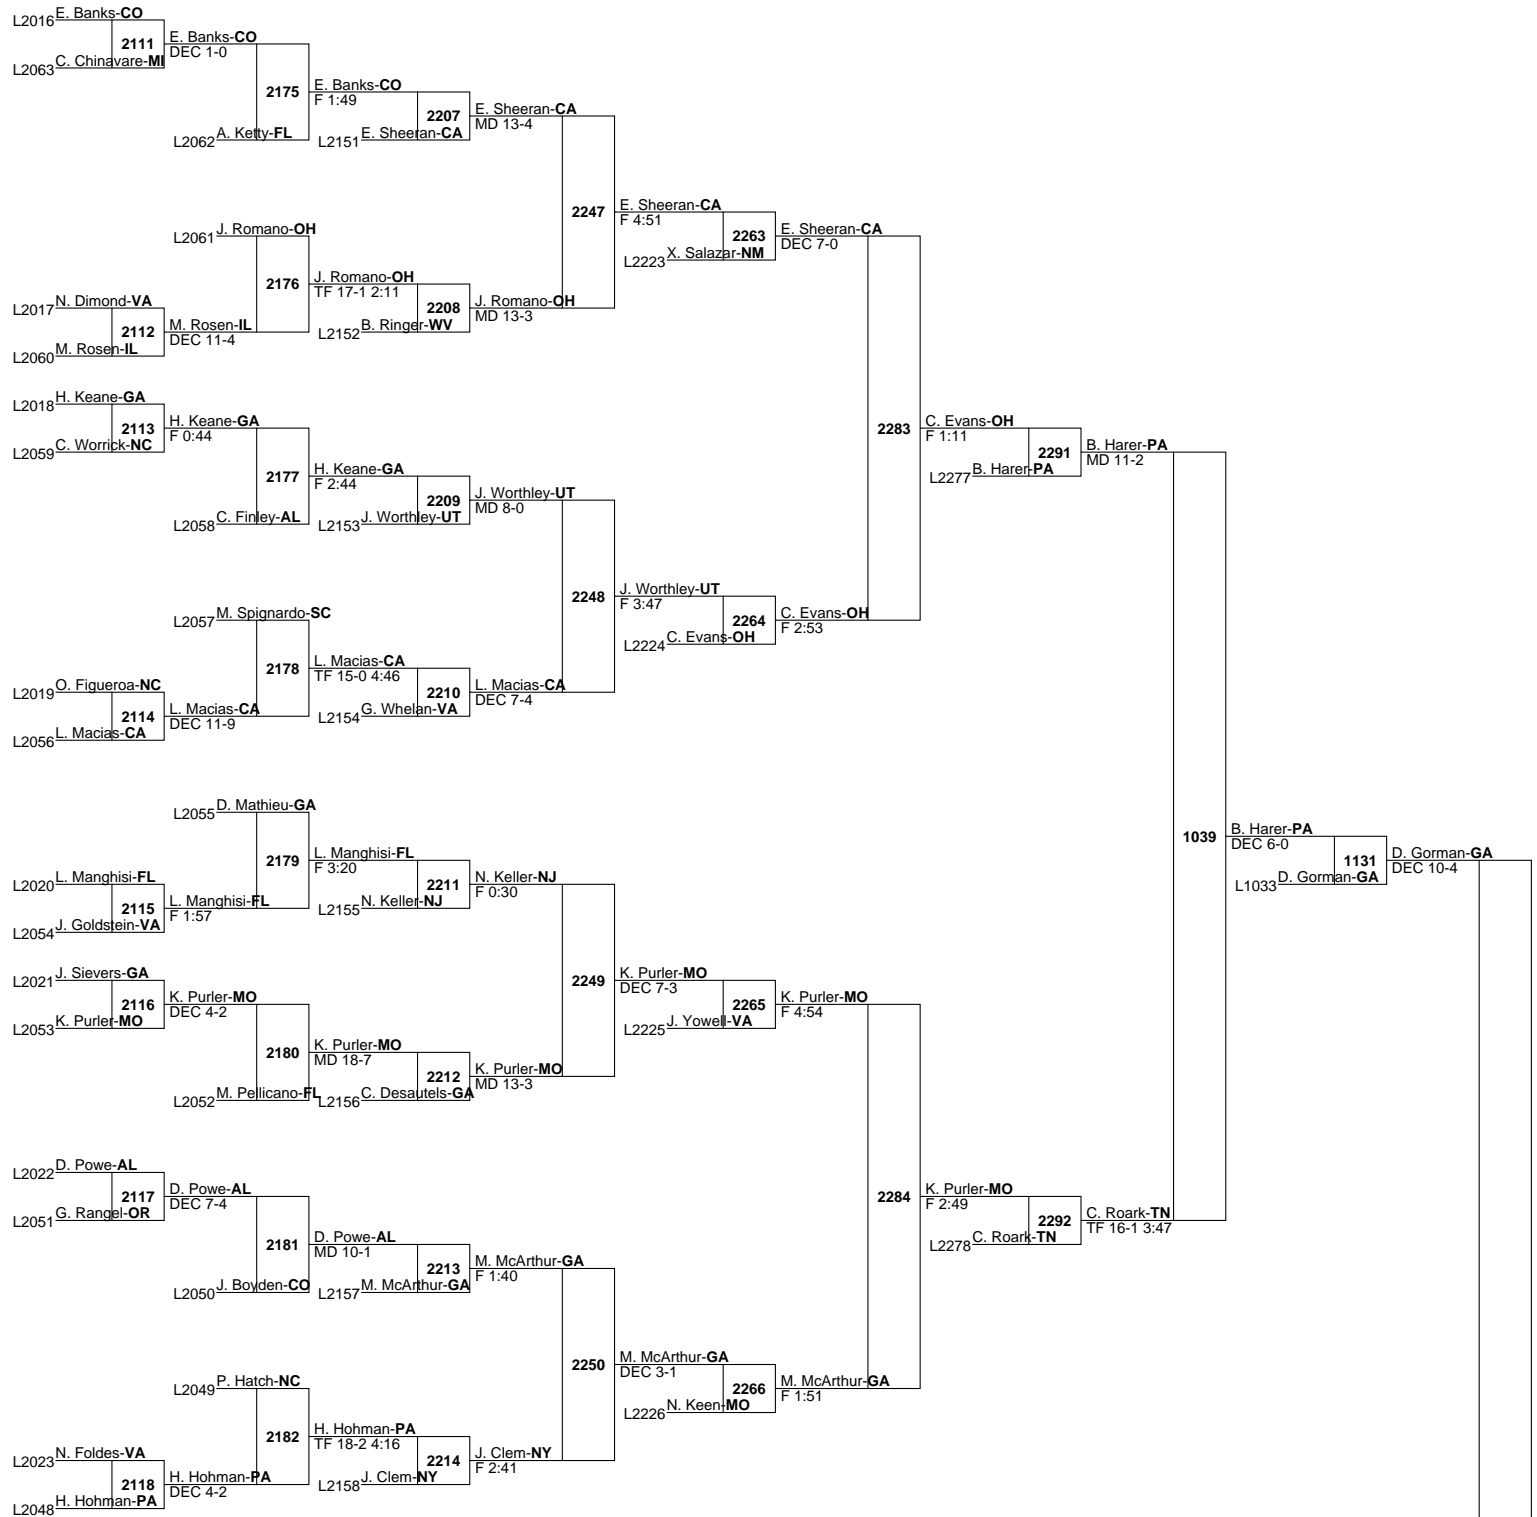 L2016 E. Banks-CO
2111
E. Banks-CO
DEC 1-0
L2063 C. Chinavare-MI
2175
E. Banks-CO
F 1:49
L2062 A. Ketty-FL
2207
E. Sheeran-CA
MD 13-4
L2151 E. Sheeran-CA
2247
E. Sheeran-CA
F 4:51
2263
E. Sheeran-CA
DEC 7-0
L2223 X. Salazar-NM
L2061 J. Romano-OH
2176
J. Romano-OH
TF 17-1 2:11
2208
J. Romano-OH
MD 13-3
L2152 B. Ringer-WV
L2017 N. Dimond-VA
2112
M. Rosen-IL
DEC 11-4
L2060 M. Rosen-IL
L2018 H. Keane-GA
2113
H. Keane-GA
F 0:44
L2059 C. Worrick-NC
2177
H. Keane-GA
F 2:44
L2058 C. Finley-AL
2209
J. Worthley-UT
MD 8-0
L2153 J. Worthley-UT
2283
C. Evans-OH
F 1:11
2291
B. Harer-PA
MD 11-2
L2277 B. Harer-PA
2248
J. Worthley-UT
F 3:47
2264
C. Evans-OH
F 2:53
L2224 C. Evans-OH
L2057 M. Spignardo-SC
2178
L. Macias-CA
TF 15-0 4:46
2210
L. Macias-CA
DEC 7-4
L2154 G. Whelan-VA
L2019 O. Figueroa-NC
2114
L. Macias-CA
DEC 11-9
L2056 L. Macias-CA
L2055 D. Mathieu-GA
2179
L. Manghisi-FL
F 3:20
2211
N. Keller-NJ
F 0:30
L2155 N. Keller-NJ
L2020 L. Manghisi-FL
2115
L. Manghisi-FL
F 1:57
L2054 J. Goldstein-VA
1039
B. Harer-PA
DEC 6-0
1131
D. Gorman-GA
DEC 10-4
L1033 D. Gorman-GA
L2021 J. Sievers-GA
2116
K. Purler-MO
DEC 4-2
L2053 K. Purler-MO
2249
K. Purler-MO
DEC 7-3
2265
K. Purler-MO
F 4:54
L2225 J. Yowell-VA
2180
K. Purler-MO
MD 18-7
L2052 M. Pellicano-FL
2212
K. Purler-MO
MD 13-3
L2156 C. Desautels-GA
L2022 D. Powe-AL
2117
D. Powe-AL
DEC 7-4
L2051 G. Rangel-OR
2181
D. Powe-AL
MD 10-1
L2050 J. Boyden-CO
2213
M. McArthur-GA
F 1:40
L2157 M. McArthur-GA
2284
K. Purler-MO
F 2:49
2292
C. Roark-TN
TF 16-1 3:47
L2278 C. Roark-TN
2250
M. McArthur-GA
DEC 3-1
2266
M. McArthur-GA
F 1:51
L2226 N. Keen-MO
L2049 P. Hatch-NC
2182
H. Hohman-PA
TF 18-2 4:16
2214
J. Clem-NY
F 2:41
L2158 J. Clem-NY
L2023 N. Foldes-VA
2118
H. Hohman-PA
DEC 4-2
L2048 H. Hohman-PA